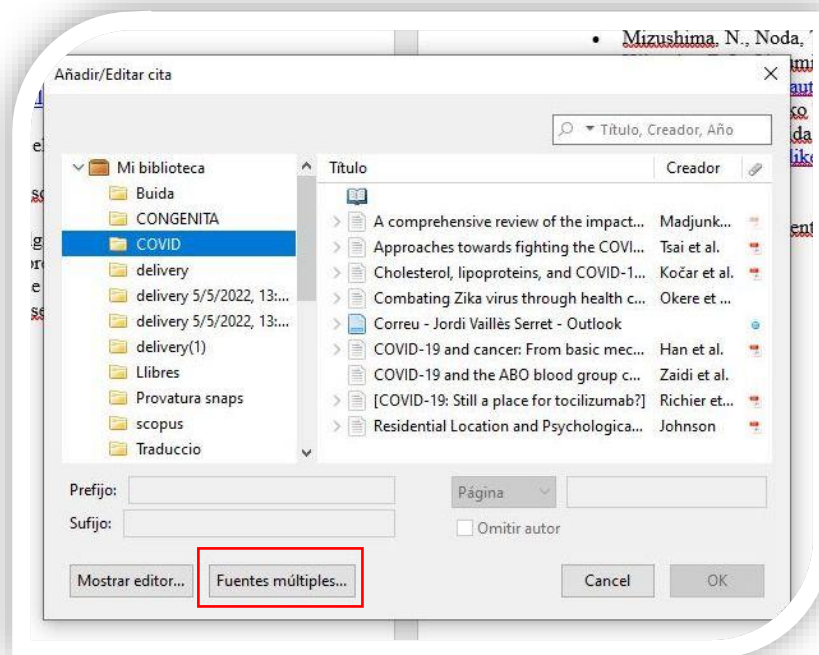 • Mizushima, N., Noda,
Añadir/Editar cita
Título, Creador, Año
Mi biblioteca
Buida
CONGENITA
COVID
delivery
delivery 5/5/2022, 13:...
delivery 5/5/2022, 13:...
delivery(1)
Llibres
Provatura snaps
scopus
Traduccio
Título Creador
A comprehensive review of the impact... Madjunk...
Approaches towards fighting the COVI... Tsai et al.
Cholesterol, lipoproteins, and COVID-1... Kočar et al.
Combating Zika virus through health c... Okere et ...
Correu - Jordi Vaillès Serret - Outlook
COVID-19 and cancer: From basic mec... Han et al.
COVID-19 and the ABO blood group c... Zaidi et al.
[COVID-19: Still a place for tocilizumab?] Richier et...
Residential Location and Psychologica... Johnson
Prefijo:
Página
Sufijo:
Omitir autor
Mostrar editor... Fuentes múltiples... Cancel OK